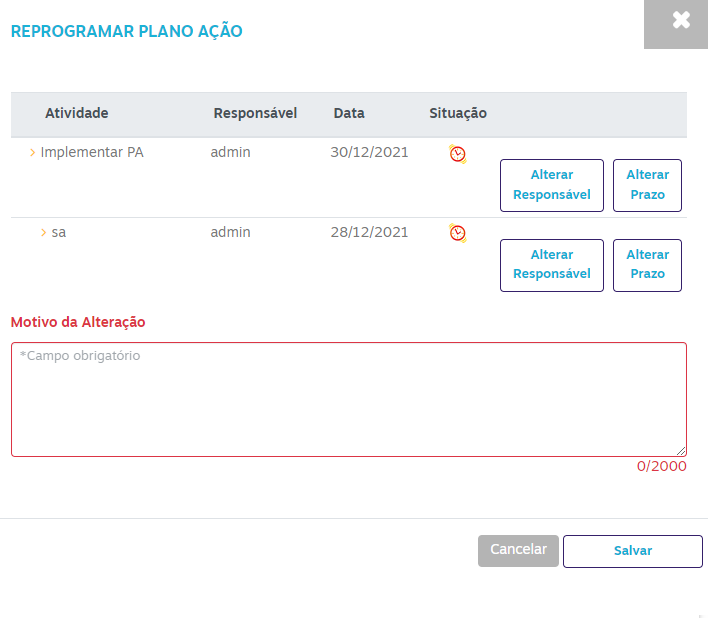 REPROGRAMAR PLANO AÇÃO
Atividade Responsável Data Situação
Implementar PA admin 30/12/2021
Alterar Responsável
Alterar Prazo
sa admin 28/12/2021
Alterar Responsável
Alterar Prazo
Motivo da Alteração
*Campo obrigatório
0/2000
Cancelar Salvar